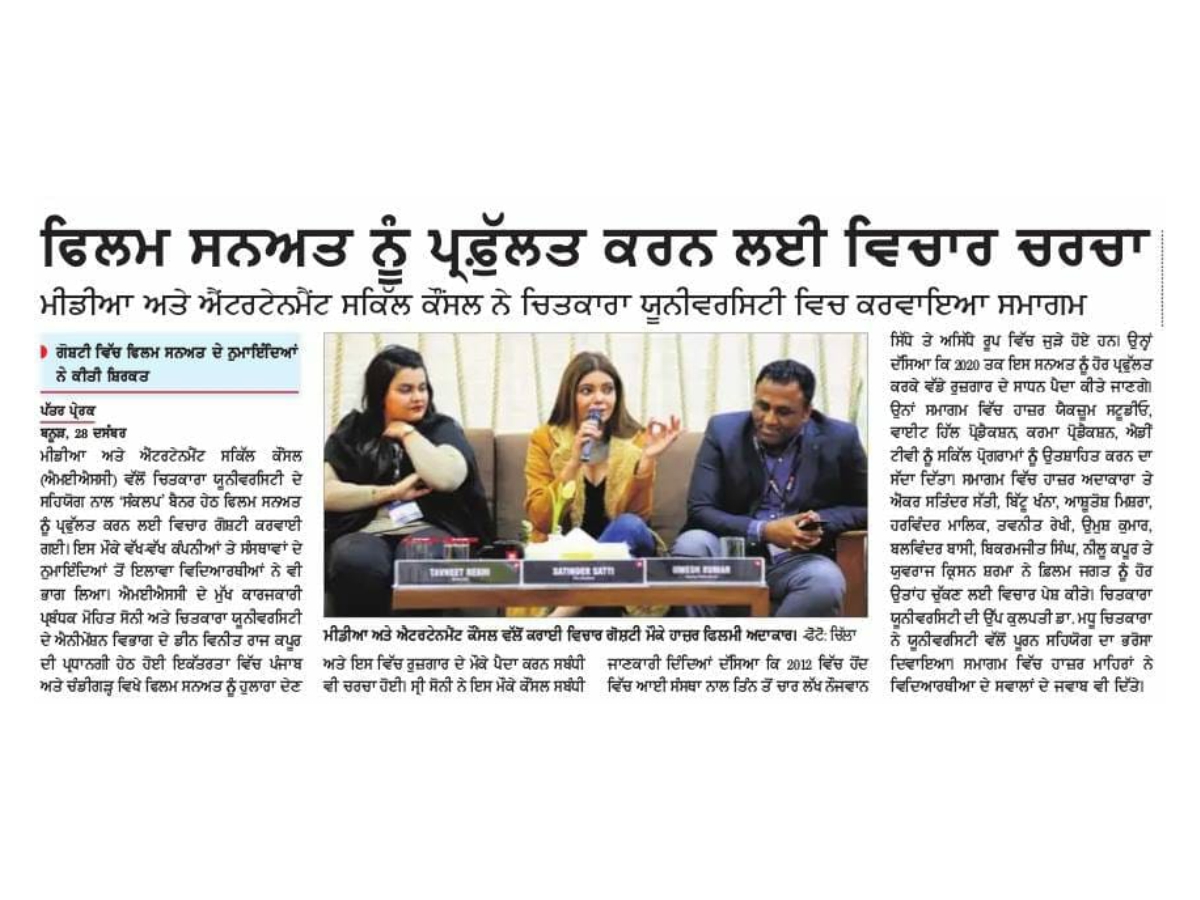 ਫਿਲਮ ਸਨਅਤ ਨੂੰ ਪ੍ਰਫੁੱਲਤ ਕਰਨ ਲਈ ਵਿਚਾਰ ਚਰਚਾ
ਮੀਡੀਆ ਅਤੇ ਐਂਟਰਟੇਨਮੈਂਟ ਸਕਿੱਲ ਕੌਂਸਲ ਨੇ ਚਿਤਕਾਰਾ ਯੂਨੀਵਰਸਿਟੀ ਵਿਚ ਕਰਵਾਇਆ ਸਮਾਗਮ
ਗੋਸ਼ਟੀ ਵਿੱਚ ਫਿਲਮ ਸਨਅਤ ਦੇ ਨੁਮਾਇੰਦਿਆਂ
ਨੇ ਕੀਤੀ ਸ਼ਿਰਕਤ
ਪੱਤਰ ਪ੍ਰੇਰਕ
ਬਨੂੜ, 28 ਦਸੰਬਰ
ਮੀਡੀਆ ਅਤੇ ਐਂਟਰਟੇਨਮੈਂਟ ਸਕਿੱਲ ਕੌਂਸਲ
(ਐਮਈਐਸਸੀ) ਵੱਲੋਂ ਚਿਤਕਾਰਾ ਯੂਨੀਵਰਸਿਟੀ ਦੇ
ਸਹਿਯੋਗ ਨਾਲ 'ਸੰਕਲਪ' ਬੈਨਰ ਹੇਠ ਫਿਲਮ ਸਨਅਤ
ਨੂੰ ਪ੍ਰਫੁੱਲਤ ਕਰਨ ਲਈ ਵਿਚਾਰ ਗੋਸ਼ਟੀ ਕਰਵਾਈ
ਗਈ। ਇਸ ਮੌਕੇ ਵੱਖ-ਵੱਖ ਕੰਪਨੀਆਂ ਤੇ ਸੰਸਥਾਵਾਂ ਦੇ
ਨੁਮਾਇੰਦਿਆਂ ਤੋਂ ਇਲਾਵਾ ਵਿਦਿਆਰਥੀਆਂ ਨੇ ਵੀ
ਭਾਗ ਲਿਆ। ਐਮਈਐਸਸੀ ਦੇ ਮੁੱਖ ਕਾਰਜਕਾਰੀ
ਪ੍ਰਬੰਧਕ ਮੋਹਿਤ ਸੋਨੀ ਅਤੇ ਚਿਤਕਾਰਾ ਯੂਨੀਵਰਸਿਟੀ
ਦੇ ਐਨੀਮੇਸ਼ਨ ਵਿਭਾਗ ਦੇ ਡੀਨ ਵਿਨੀਤ ਰਾਜ ਕਪੂਰ
ਦੀ ਪ੍ਰਧਾਨਗੀ ਹੇਠ ਹੋਈ ਇਕੱਤਰਤਾ ਵਿੱਚ ਪੰਜਾਬ
ਅਤੇ ਚੰਡੀਗੜ੍ਹ ਵਿਖੇ ਫਿਲਮ ਸਨਅਤ ਨੂੰ ਹੁਲਾਰਾ ਦੇਣ
TAVNEET REKHI
SATINDER SATTI
UMESH KUMAR
ਮੀਡੀਆ ਅਤੇ ਐਂਟਰਟੇਨਮੈਂਟ ਕੌਂਸਲ ਵੱਲੋਂ ਕਰਾਈ ਵਿਚਾਰ ਗੋਸ਼ਟੀ ਮੌਕੇ ਹਾਜ਼ਰ ਫਿਲਮੀ ਅਦਾਕਾਰ। -ਫੋਟੋ: ਚਿੱਲਾ
ਅਤੇ ਇਸ ਵਿੱਚ ਰੁਜ਼ਗਾਰ ਦੇ ਮੌਕੇ ਪੈਦਾ ਕਰਨ ਸਬੰਧੀ
ਵੀ ਚਰਚਾ ਹੋਈ। ਸ੍ਰੀ ਸੋਨੀ ਨੇ ਇਸ ਮੌਕੇ ਕੌਂਸਲ ਸਬੰਧੀ
ਜਾਣਕਾਰੀ ਦਿੰਦਿਆਂ ਦੱਸਿਆ ਕਿ 2012 ਵਿੱਚ ਹੋਂਦ
ਵਿੱਚ ਆਈ ਸੰਸਥਾ ਨਾਲ ਤਿੰਨ ਤੋਂ ਚਾਰ ਲੱਖ ਨੌਜਵਾਨ
ਸਿੱਧੇ ਤੇ ਅਸਿੱਧੇ ਰੂਪ ਵਿੱਚ ਜੁੜੇ ਹੋਏ ਹਨ। ਉਨ੍ਹਾਂ
ਦੱਸਿਆ ਕਿ 2020 ਤਕ ਇਸ ਸਨਅਤ ਨੂੰ ਹੋਰ ਪ੍ਰਫੁੱਲਤ
ਕਰਕੇ ਵੱਡੇ ਰੁਜ਼ਗਾਰ ਦੇ ਸਾਧਨ ਪੈਦਾ ਕੀਤੇ ਜਾਣਗੇ।
ਉਨਾਂ ਸਮਾਗਮ ਵਿੱਚ ਹਾਜ਼ਰ ਯੈਕਜ਼ੂਮ ਸਟੂਡੀਓ,
ਵਾਈਟ ਹਿੱਲ ਪ੍ਰੋਡੈਕਸ਼ਨ, ਕਰਮਾ ਪ੍ਰੋਡੈਕਸ਼ਨ, ਐਡੀ
ਟੀਵੀ ਨੂੰ ਸਕਿੱਲ ਪ੍ਰੋਗਰਾਮਾਂ ਨੂੰ ਉਤਸ਼ਾਹਿਤ ਕਰਨ ਦਾ
ਸੱਦਾ ਦਿੱਤਾ। ਸਮਾਗਮ ਵਿੱਚ ਹਾਜ਼ਰ ਅਦਾਕਾਰਾ ਤੇ
ਐਂਕਰ ਸਤਿੰਦਰ ਸੱਤੀ, ਬਿੱਟੂ ਖੰਨਾ, ਆਸ਼ੂਤੋਸ਼ ਮਿਸ਼ਰਾ,
ਹਰਵਿੰਦਰ ਮਾਲਿਕ, ਤਵਨੀਤ ਰੇਖੀ, ਉਮੁਸ਼ ਕੁਮਾਰ,
ਬਲਵਿੰਦਰ ਬਾਸੀ, ਬਿਕਰਮਜੀਤ ਸਿੰਘ, ਨੀਲੂ ਕਪੂਰ ਤੇ
ਯੁਵਰਾਜ ਕ੍ਰਿਸਨ ਸ਼ਰਮਾ ਨੇ ਫ਼ਿਲਮ ਜਗਤ ਨੂੰ ਹੋਰ
ਉਤਾਂਹ ਚੁੱਕਣ ਲਈ ਵਿਚਾਰ ਪੇਸ਼ ਕੀਤੇ। ਚਿਤਕਾਰਾ
ਯੂਨੀਵਰਸਿਟੀ ਦੀ ਉੱਪ ਕੁਲਪਤੀ ਡਾ. ਮਧੂ ਚਿਤਕਾਰਾ
ਨੇ ਯੂਨੀਵਰਸਿਟੀ ਵੱਲੋਂ ਪੂਰਨ ਸਹਿਯੋਗ ਦਾ ਭਰੋਸਾ
ਦਿਵਾਇਆ। ਸਮਾਗਮ ਵਿੱਚ ਹਾਜ਼ਰ ਮਾਹਿਰਾਂ ਨੇ
ਵਿਦਿਆਰਥੀਆ ਦੇ ਸਵਾਲਾਂ ਦੇ ਜਵਾਬ ਵੀ ਦਿੱਤੇ।